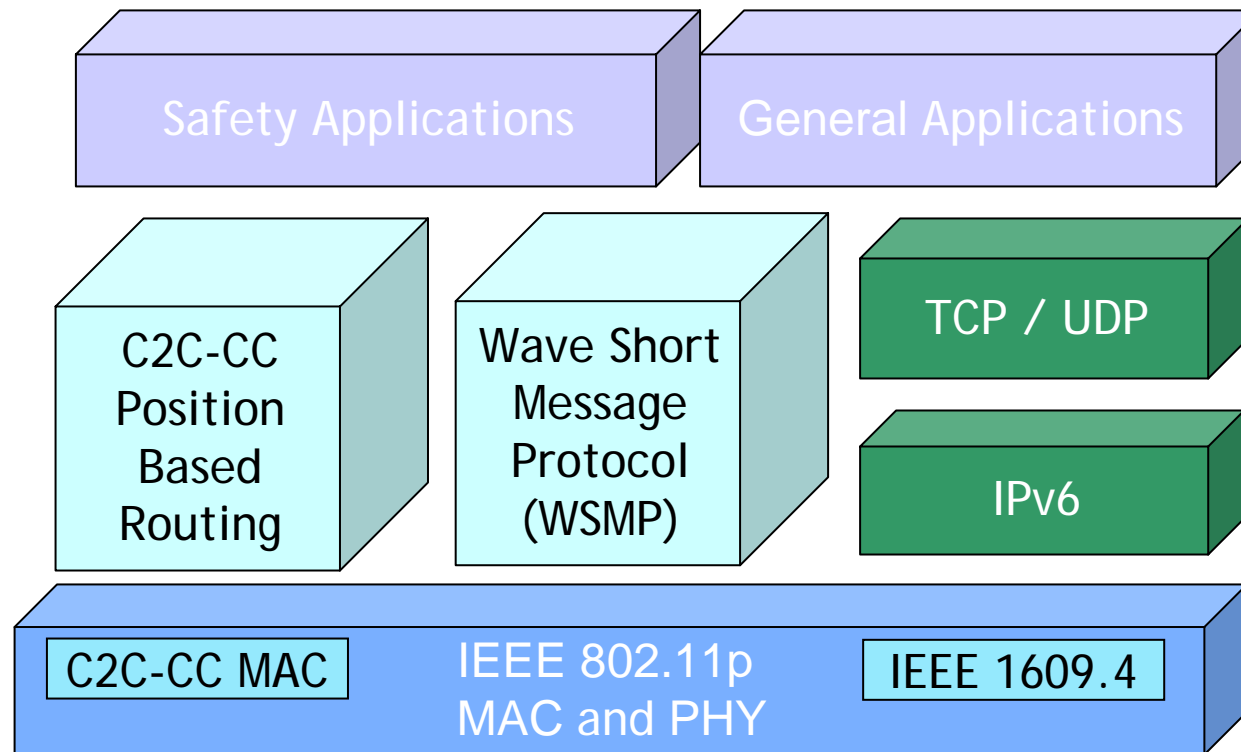 Safety Applications
General Applications
C2C-CC
Position
Based
Routing
Wave Short
Message
Protocol
(WSMP)
TCP / UDP
IPv6
C2C-CC MAC
IEEE 802.11p
MAC and PHY
IEEE 1609.4